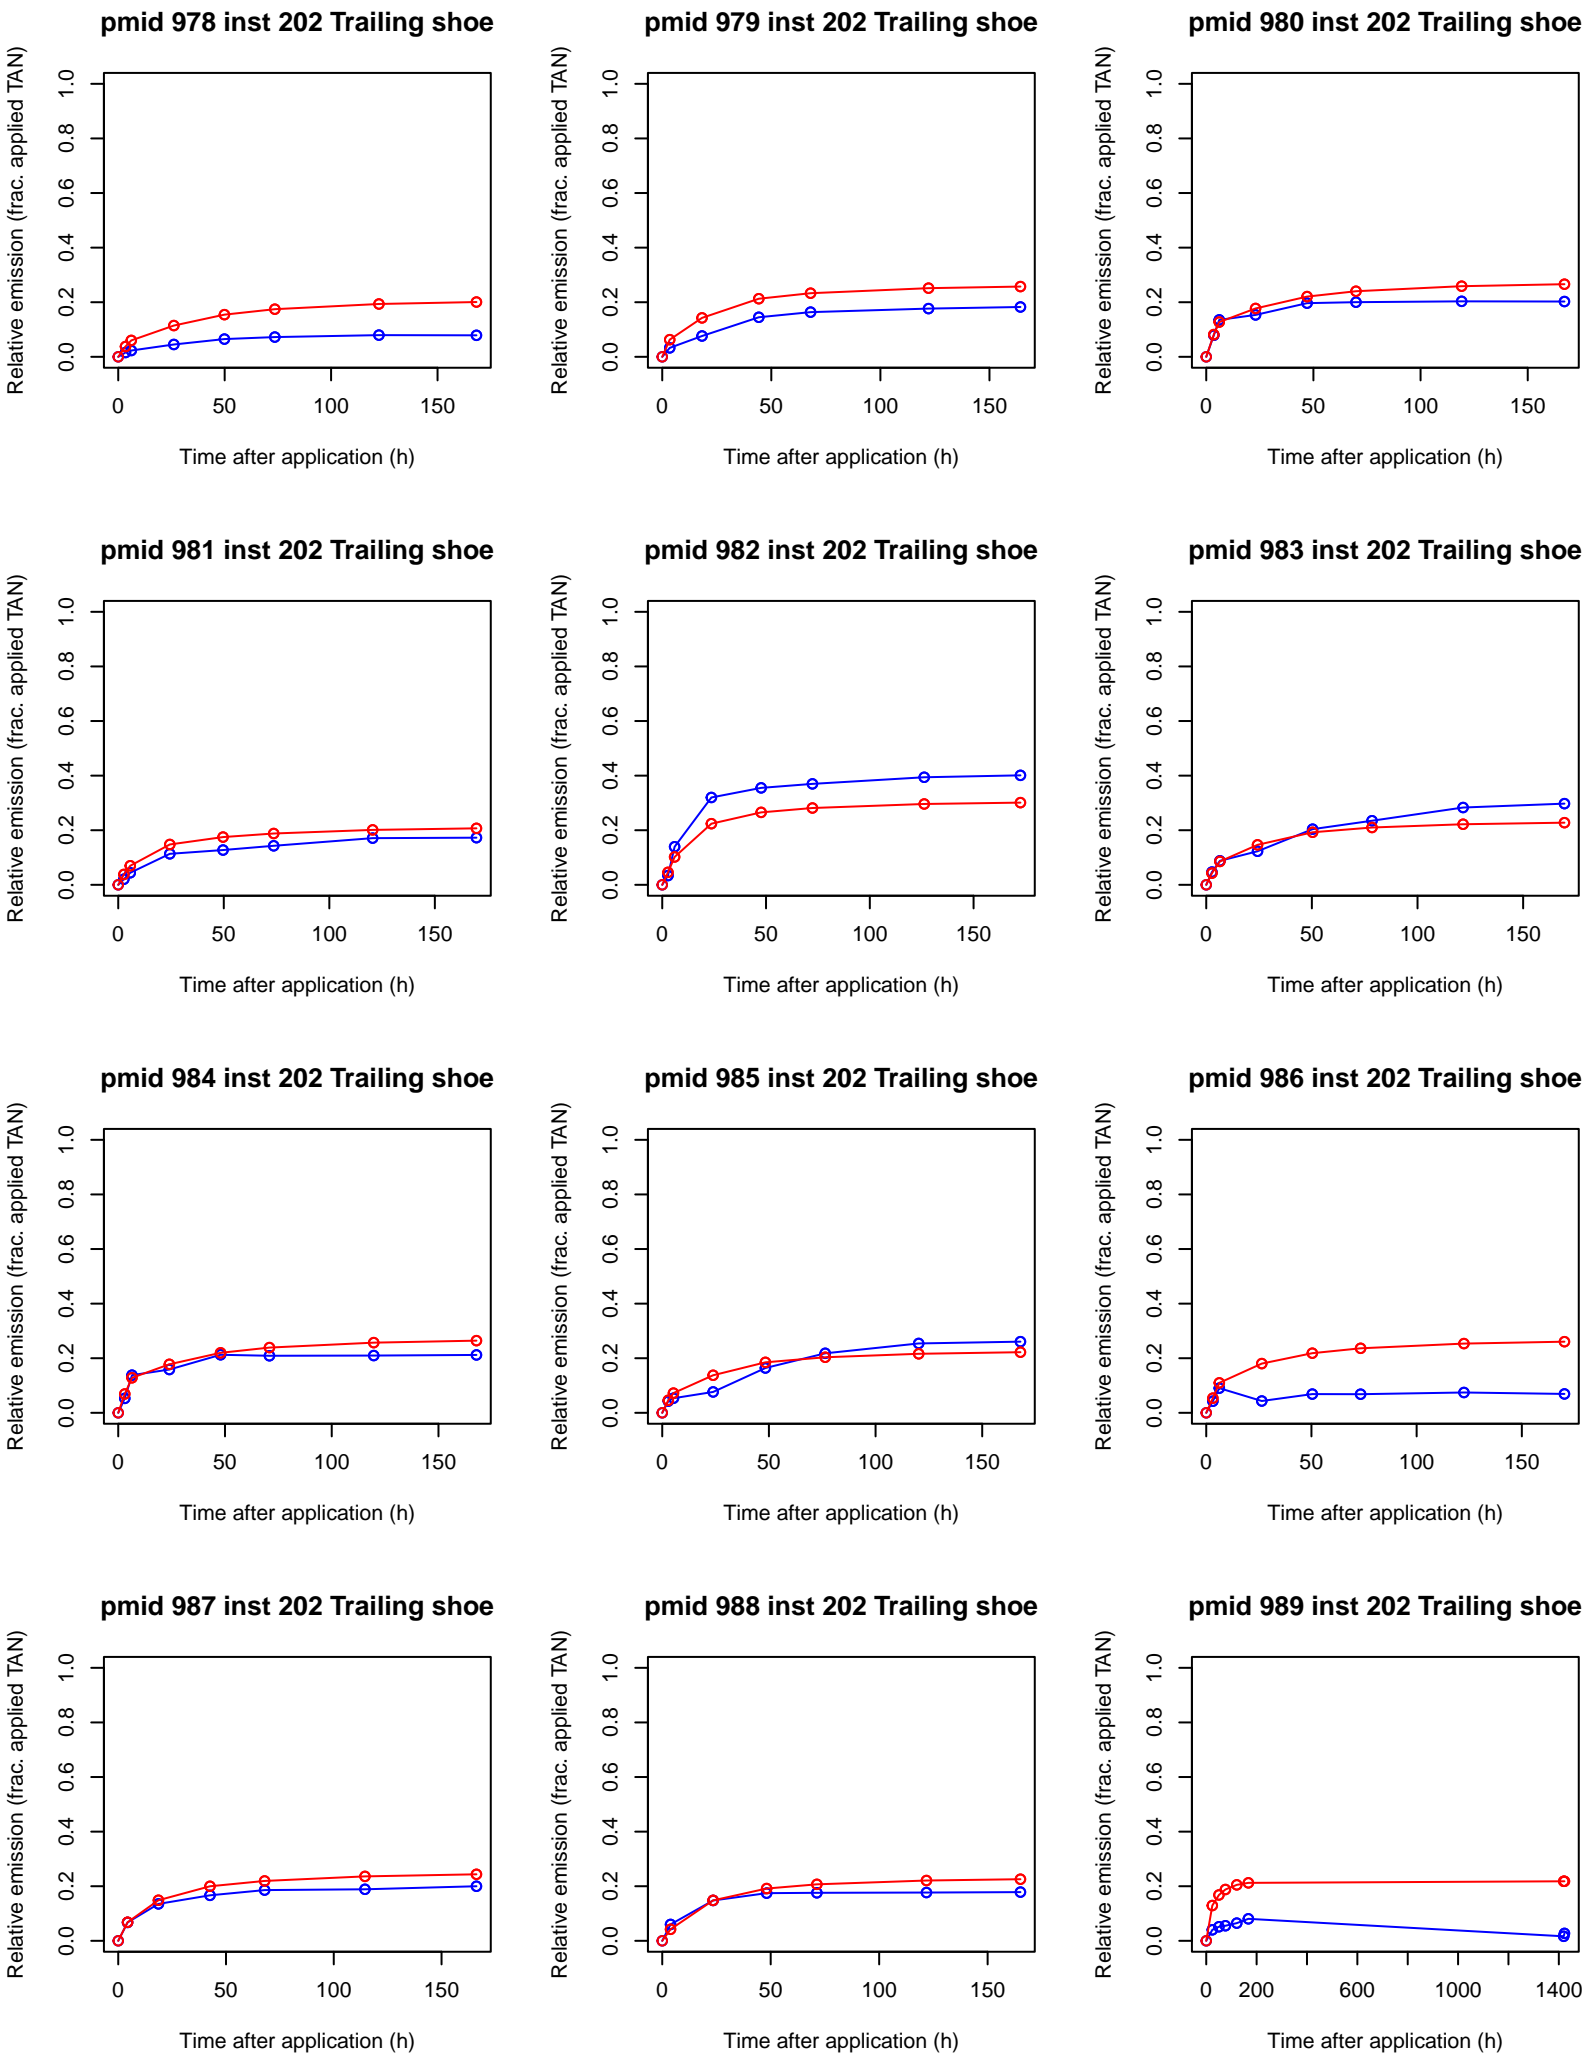 pmid 978 inst 202 Trailing shoe
Relative emission (frac. applied TAN)
1.0
0.8
0.6
0.4
0.2
0.0
0 50 100 150
Time after application (h)
pmid 979 inst 202 Trailing shoe
Relative emission (frac. applied TAN)
1.0
0.8
0.6
0.4
0.2
0.0
0 50 100 150
Time after application (h)
pmid 980 inst 202 Trailing shoe
Relative emission (frac. applied TAN)
1.0
0.8
0.6
0.4
0.2
0.0
0 50 100 150
Time after application (h)
pmid 981 inst 202 Trailing shoe
Relative emission (frac. applied TAN)
1.0
0.8
0.6
0.4
0.2
0.0
0 50 100 150
Time after application (h)
pmid 982 inst 202 Trailing shoe
Relative emission (frac. applied TAN)
1.0
0.8
0.6
0.4
0.2
0.0
0 50 100 150
Time after application (h)
pmid 983 inst 202 Trailing shoe
Relative emission (frac. applied TAN)
1.0
0.8
0.6
0.4
0.2
0.0
0 50 100 150
Time after application (h)
pmid 984 inst 202 Trailing shoe
Relative emission (frac. applied TAN)
1.0
0.8
0.6
0.4
0.2
0.0
0 50 100 150
Time after application (h)
pmid 985 inst 202 Trailing shoe
Relative emission (frac. applied TAN)
1.0
0.8
0.6
0.4
0.2
0.0
0 50 100 150
Time after application (h)
pmid 986 inst 202 Trailing shoe
Relative emission (frac. applied TAN)
1.0
0.8
0.6
0.4
0.2
0.0
0 50 100 150
Time after application (h)
pmid 987 inst 202 Trailing shoe
Relative emission (frac. applied TAN)
1.0
0.8
0.6
0.4
0.2
0.0
0 50 100 150
Time after application (h)
pmid 988 inst 202 Trailing shoe
Relative emission (frac. applied TAN)
1.0
0.8
0.6
0.4
0.2
0.0
0 50 100 150
Time after application (h)
pmid 989 inst 202 Trailing shoe
Relative emission (frac. applied TAN)
1.0
0.8
0.6
0.4
0.2
0.0
0 200 600 1000 1400
Time after application (h)